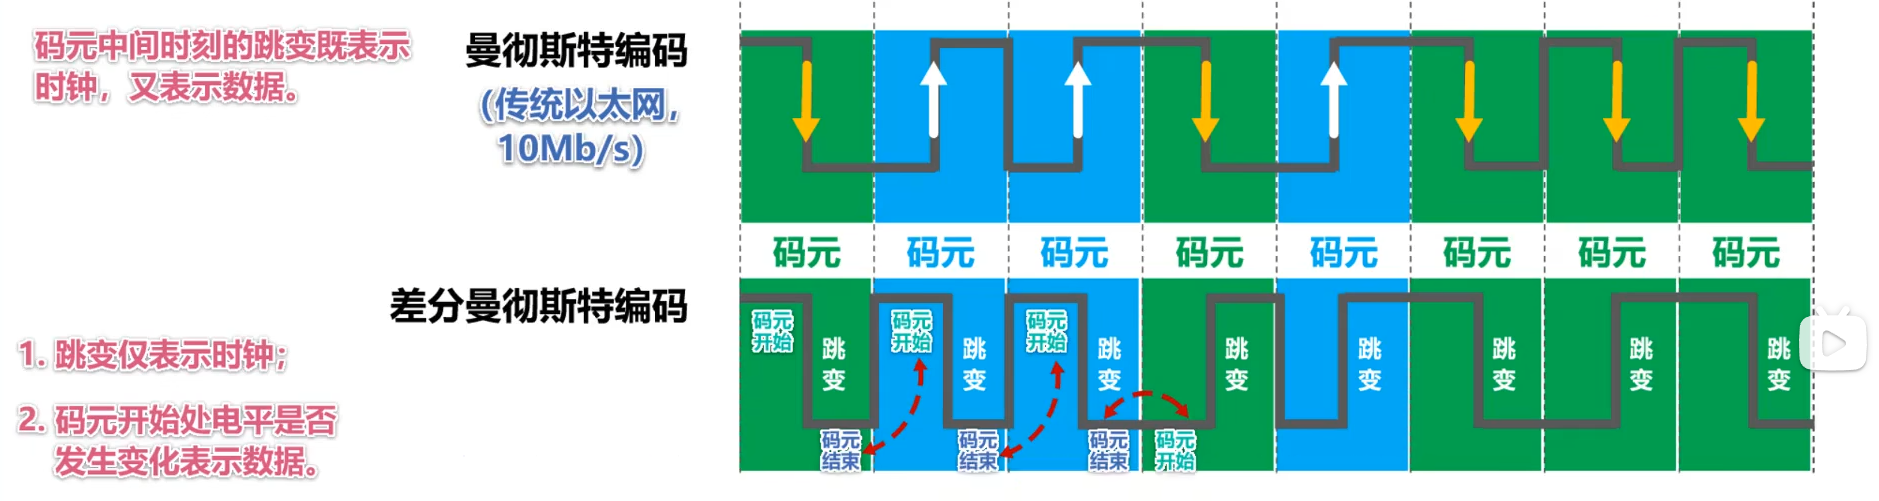 码元中间时刻的跳变既表示
时钟，又表示数据。
曼彻斯特编码
（传统以太网，
10Mb/s）
码元 码元 码元 码元 码元 码元 码元 码元
差分曼彻斯特编码
1. 跳变仅表示时钟；
2. 码元开始处电平是否
发生变化表示数据。
码元
开始
跳
变
码元
结束
码元
开始
跳
变
码元
结束
码元
开始
跳
变
码元
结束
码元
开始
跳
变
跳
变
跳
变
跳
变
跳
变